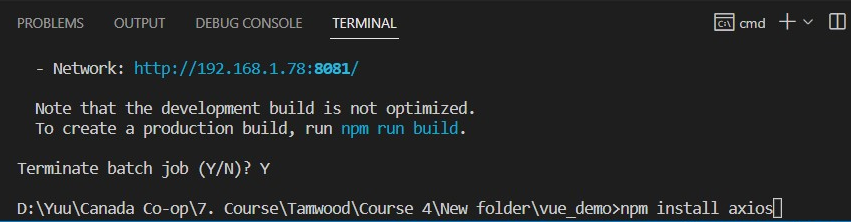 PROBLEMS OUTPUT DEBUG CONSOLE TERMINAL cmd
- Network: http://192.168.1.78:8081/
Note that the development build is not optimized.
To create a production build, run npm run build.
Terminate batch job (Y/N)? Y
D:\Yuu\Canada Co-op\7. Course\Tamwood\Course 4\New folder\vue_demo>npm install axios